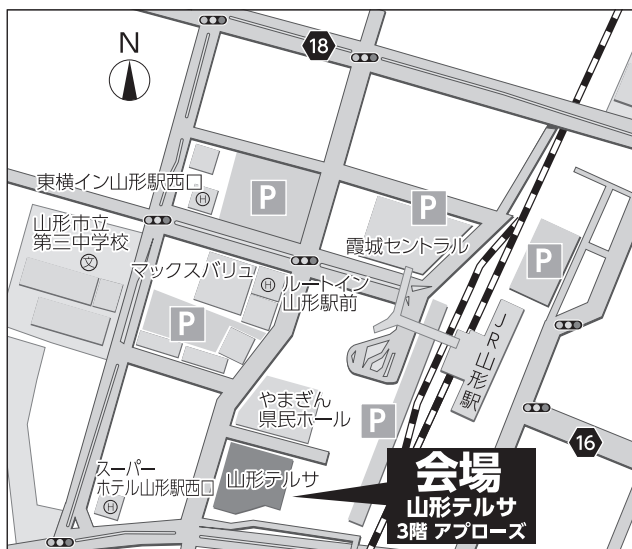 18
N
東横イン山形駅西口
H
P
P
山形市立
第三中学校
文
霞城セントラル
P
マックスバリュ
H
ルートイン
山形駅前
P
JR山形駅
やまぎん
県民ホール
P
16
スーパー
ホテル山形駅西口
H
山形テルサ
会場
山形テルサ
3階 アプローズ